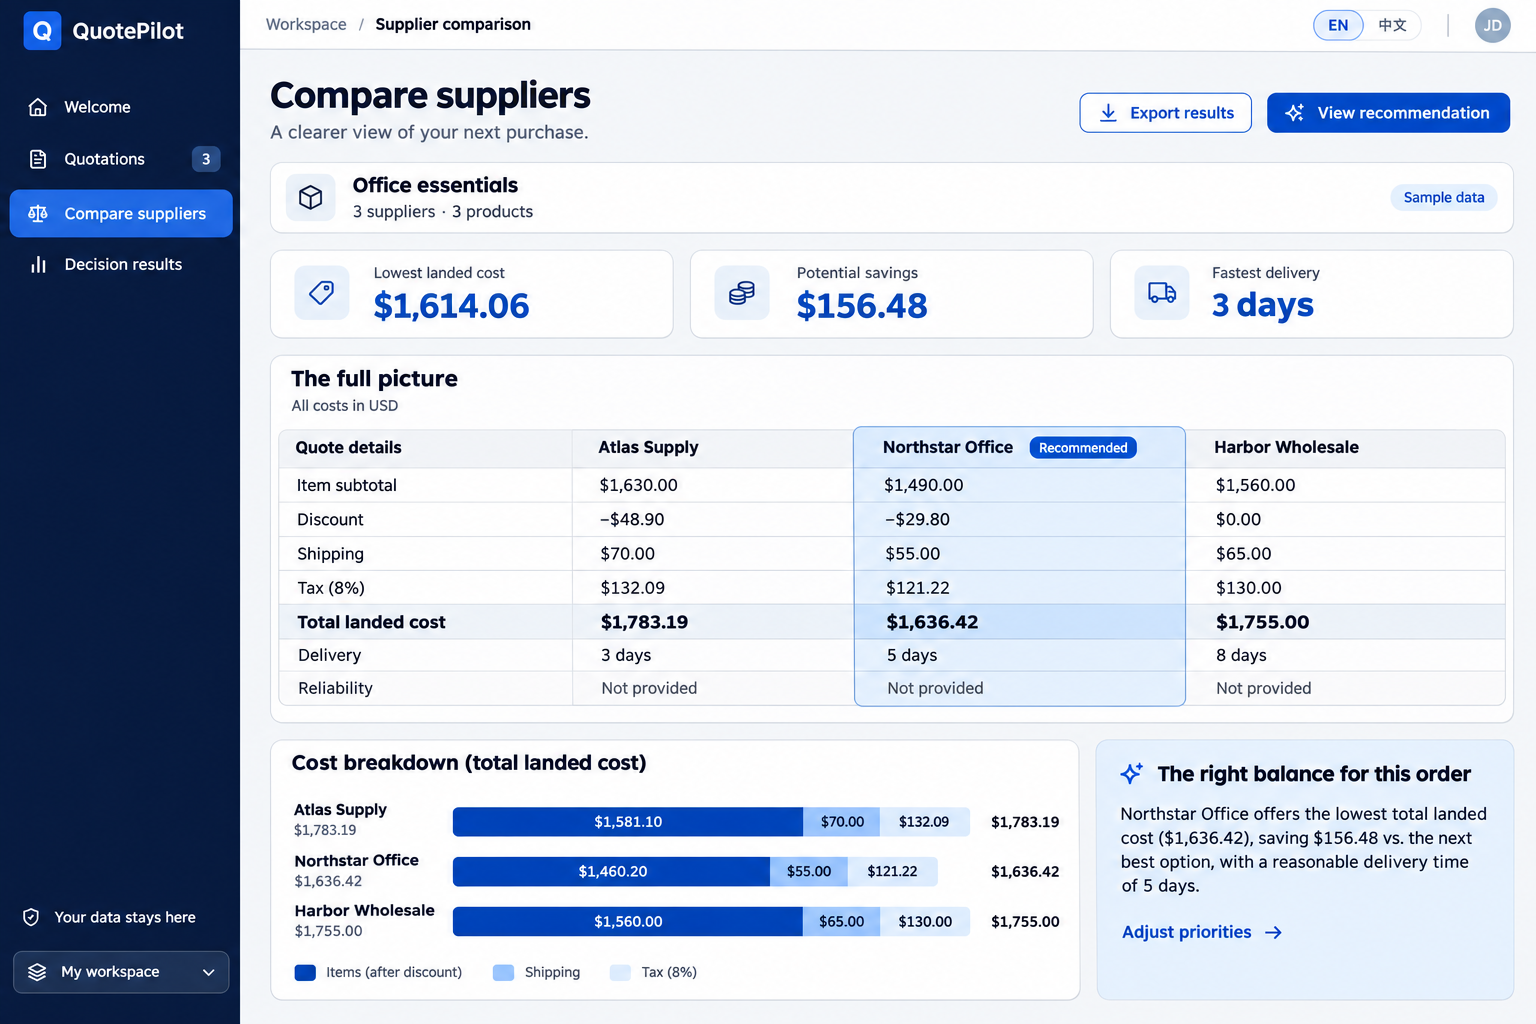 Q QuotePilot
Welcome
Quotations 3
Compare suppliers
Decision results
Your data stays here
My workspace
Workspace / Supplier comparison
EN 中文 JD
Compare suppliers
A clearer view of your next purchase.
Export results
View recommendation
Office essentials
3 suppliers · 3 products
Sample data
Lowest landed cost
$1,614.06
Potential savings
$156.48
Fastest delivery
3 days
The full picture
All costs in USD
Quote details Atlas Supply Northstar Office Recommended Harbor Wholesale
Item subtotal $1,630.00 $1,490.00 $1,560.00
Discount −$48.90 −$29.80 $0.00
Shipping $70.00 $55.00 $65.00
Tax (8%) $132.09 $121.22 $130.00
Total landed cost $1,783.19 $1,636.42 $1,755.00
Delivery 3 days 5 days 8 days
Reliability Not provided Not provided Not provided
Cost breakdown (total landed cost)
Atlas Supply
$1,783.19
$1,581.10 $70.00 $132.09 $1,783.19
Northstar Office
$1,636.42
$1,460.20 $55.00 $121.22 $1,636.42
Harbor Wholesale
$1,755.00
$1,560.00 $65.00 $130.00 $1,755.00
Items (after discount) Shipping Tax (8%)
The right balance for this order
Northstar Office offers the lowest total landed
cost ($1,636.42), saving $156.48 vs. the next
best option, with a reasonable delivery time
of 5 days.
Adjust priorities →